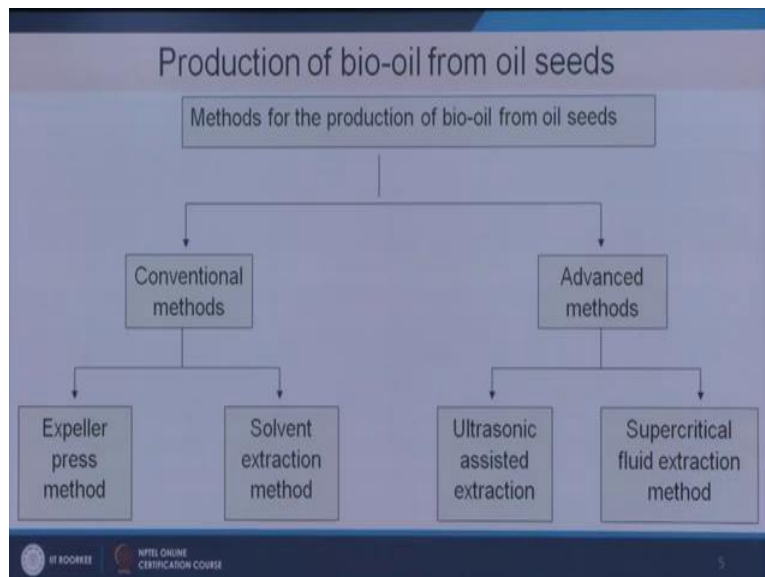 Production of bio-oil from oil seeds
Methods for the production of bio-oil from oil seeds
Conventional
methods
Advanced
methods
Expeller
press
method
Solvent
extraction
method
Ultrasonic
assisted
extraction
Supercritical
fluid extraction
method
IIT ROORKEE
NPTEL ONLINE
CERTIFICATION COURSE
5